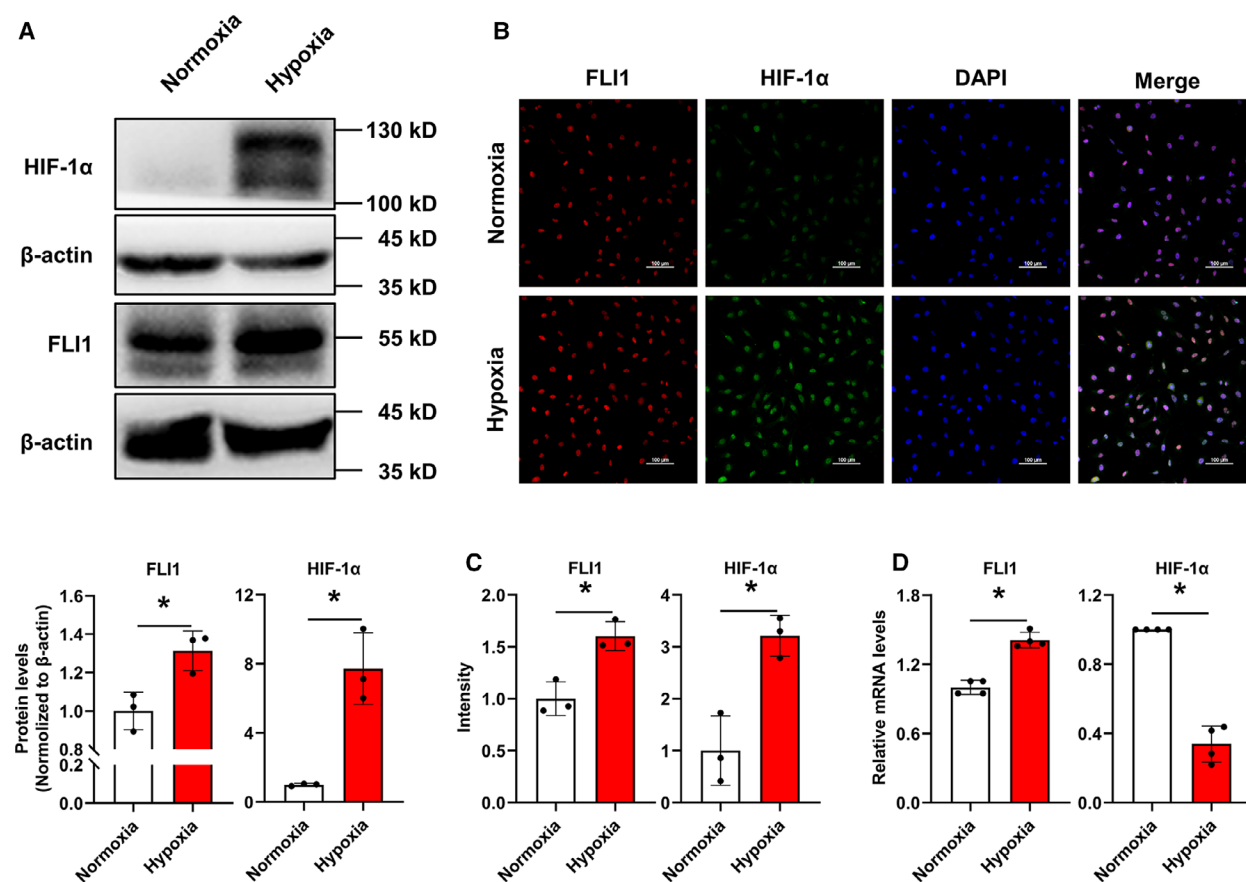 A
Normoxia
Hypoxia
HIF-1α
130 kD
100 kD
β-actin
45 kD
35 kD
FLI1
55 kD
β-actin
45 kD
35 kD
B
FLI1
HIF-1α
DAPI
Merge
Normoxia
100 μm
100 μm
100 μm
100 μm
Hypoxia
100 μm
100 μm
100 μm
100 μm
Protein levels
(Normolized to β-actin)
FLI1
*
1.6
1.4
1.2
1.0
0.8
0.2
0.0
Normoxia
Hypoxia
HIF-1α
*
12
8
4
0
Normoxia
Hypoxia
C
Intensity
FLI1
*
2.0
1.5
1.0
0.5
0.0
Normoxia
Hypoxia
HIF-1α
*
4
3
2
1
0
Normoxia
Hypoxia
D
Relative mRNA levels
FLI1
*
1.8
1.4
1.0
0.6
0.0
Normoxia
Hypoxia
HIF-1α
*
1.2
0.8
0.4
0.0
Normoxia
Hypoxia